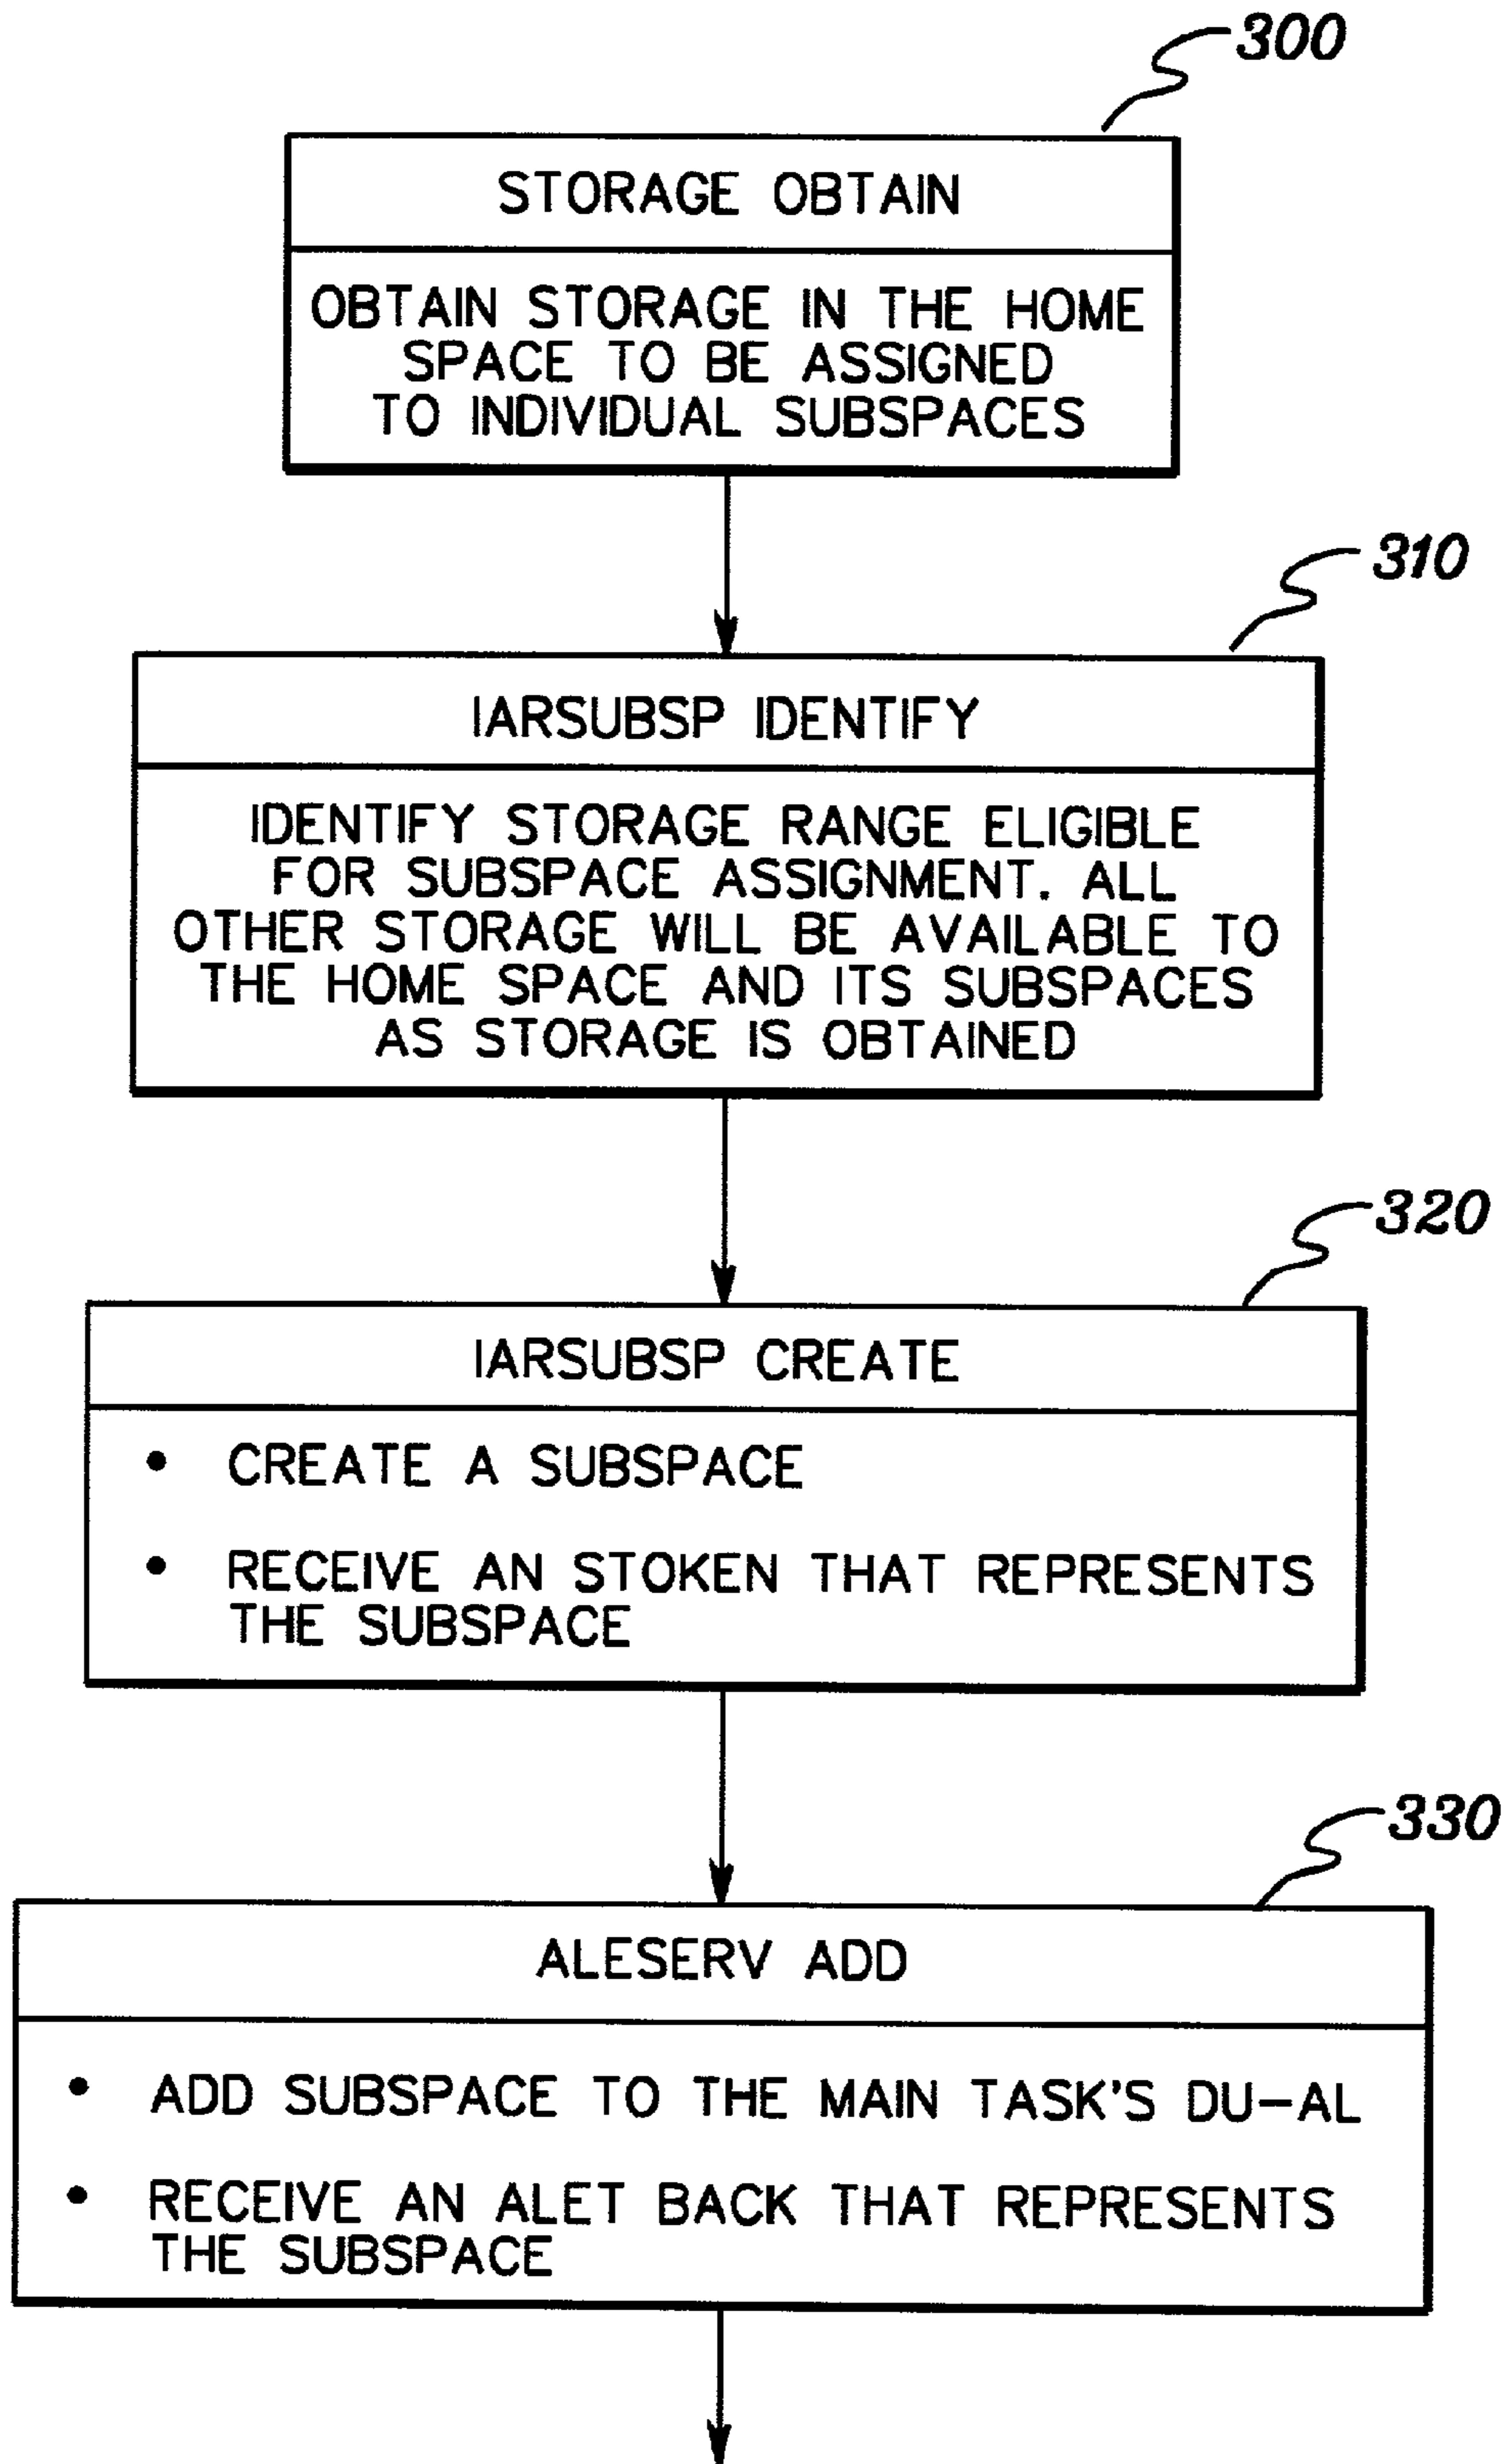 300
STORAGE OBTAIN
OBTAIN STORAGE IN THE HOME
SPACE TO BE ASSIGNED
TO INDIVIDUAL SUBSPACES
310
IARSUBSP IDENTIFY
IDENTIFY STORAGE RANGE ELIGIBLE
FOR SUBSPACE ASSIGNMENT. ALL
OTHER STORAGE WILL BE AVAILABLE TO
THE HOME SPACE AND ITS SUBSPACES
AS STORAGE IS OBTAINED
320
IARSUBSP CREATE
• CREATE A SUBSPACE
• RECEIVE AN STOKEN THAT REPRESENTS
THE SUBSPACE
330
ALESERV ADD
• ADD SUBSPACE TO THE MAIN TASK'S DU-AL
• RECEIVE AN ALET BACK THAT REPRESENTS
THE SUBSPACE